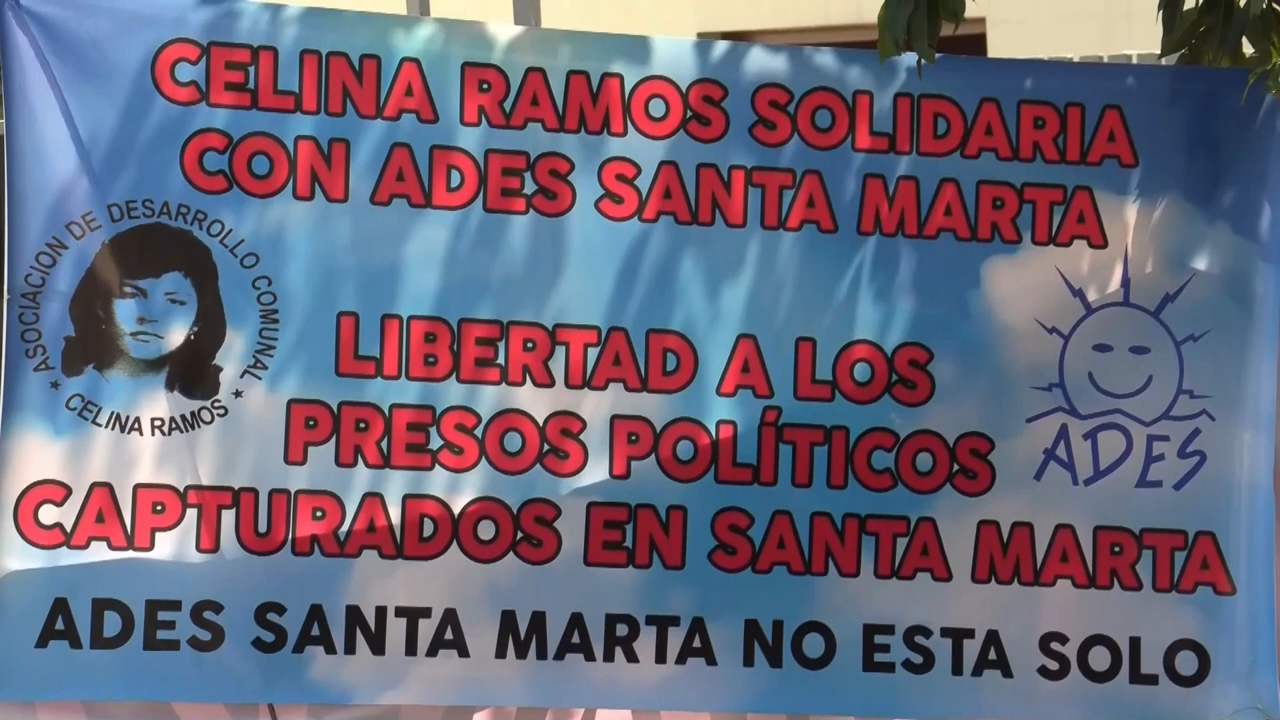 CELINA RAMOS SOLIDARIA
CON ADES SANTA MARTA
ASOCIACION DE DESARROLLO COMUNAL
CELINA RAMOS
LIBERTAD A LOS
PRESOS POLÍTICOS
CAPTURADOS EN SANTA MARTA
ADES
ADES SANTA MARTA NO ESTA SOLO